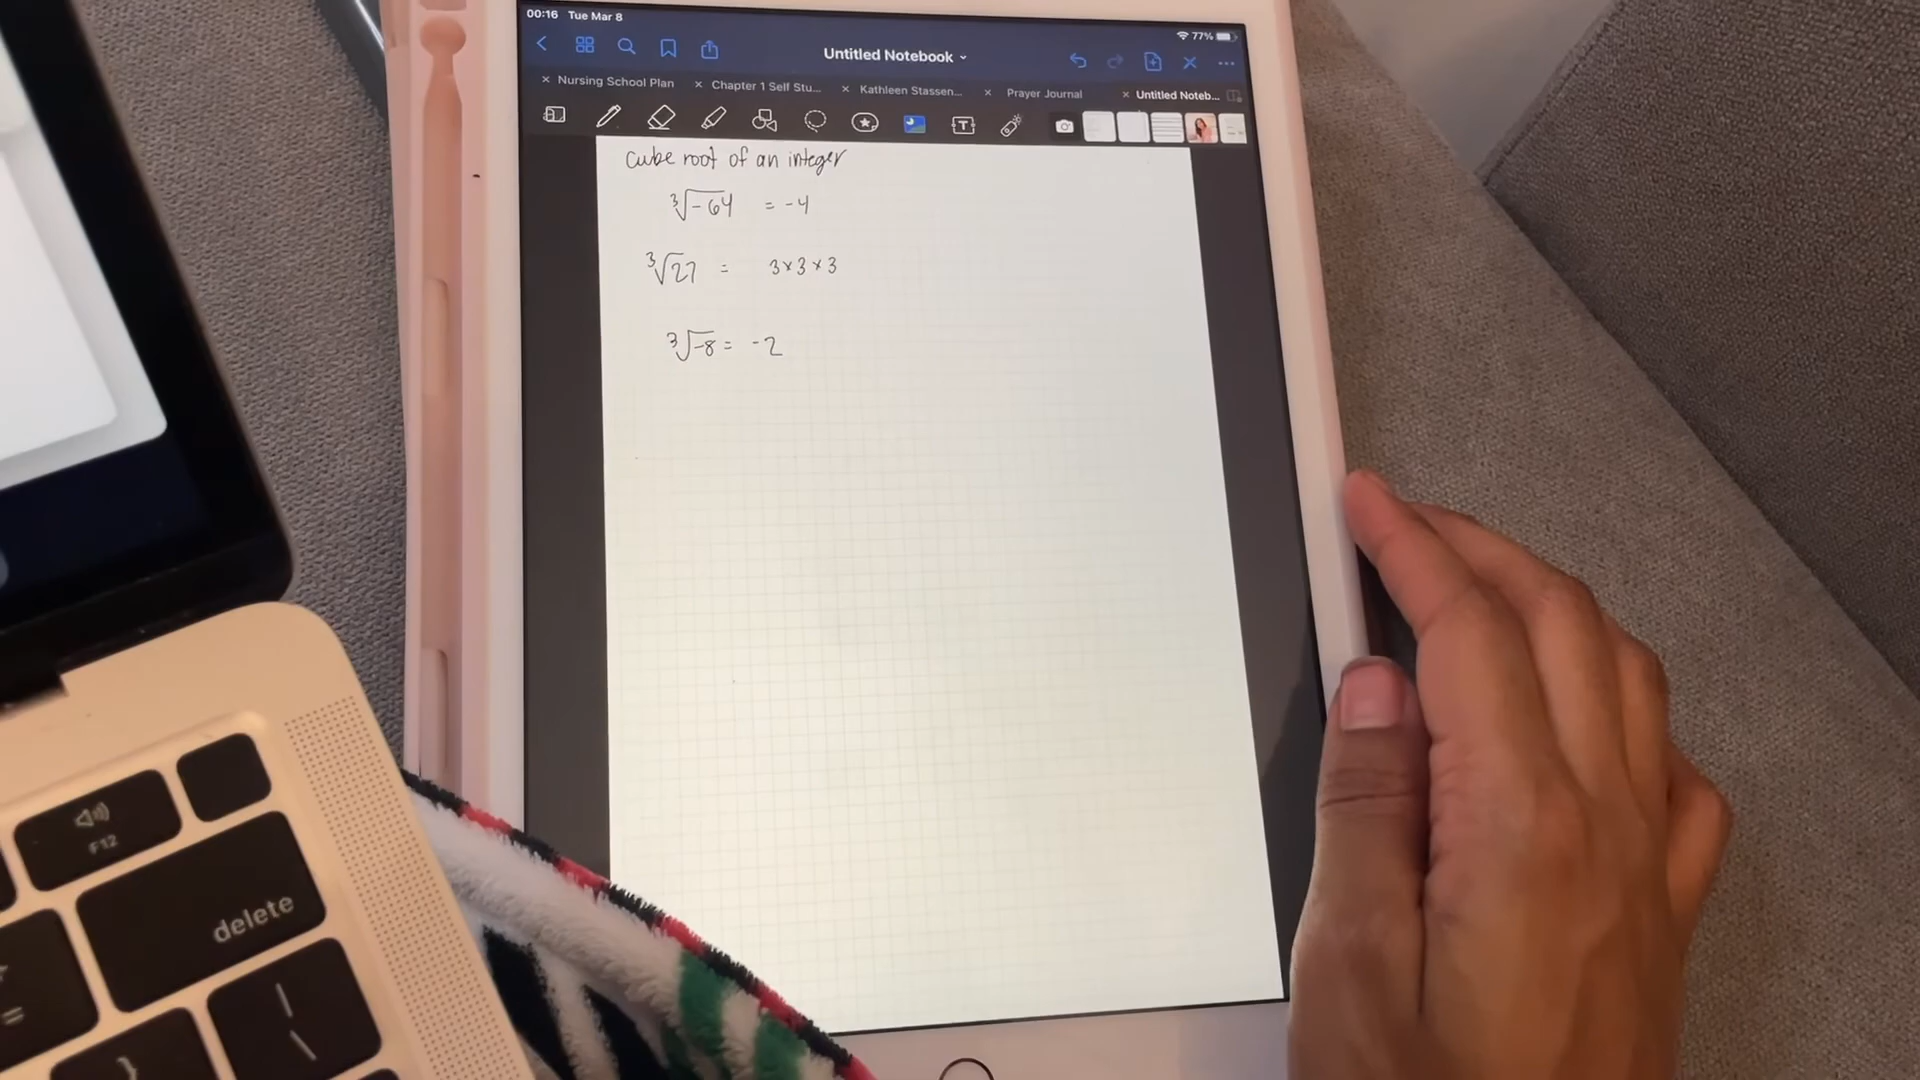 00:16 Tue Mar 8
77%
Untitled Notebook
× Nursing School Plan × Chapter 1 Self Stu... × Kathleen Stassen... × Prayer Journal × Untitled Noteb...
T
cube root of an integer
∛-64 = -4
∛27 = 3×3×3
∛-8 = -2
F12
delete
=
|
\
}